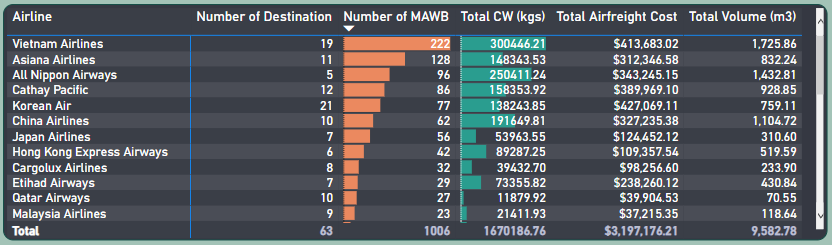 Airline Number of Destination Number of MAWB Total CW (kgs) Total Airfreight Cost Total Volume (m3)
Vietnam Airlines 19 222 300446.21 $413,683.02 1,725.86
Asiana Airlines 11 128 148343.53 $312,346.58 832.24
All Nippon Airways 5 96 250411.24 $343,245.15 1,432.81
Cathay Pacific 12 86 158353.92 $389,969.10 928.85
Korean Air 21 77 138243.85 $427,069.11 759.11
China Airlines 10 62 191649.81 $327,235.38 1,104.72
Japan Airlines 7 56 53963.55 $124,452.12 310.60
Hong Kong Express Airways 6 42 89287.25 $109,357.54 519.59
Cargolux Airlines 8 32 39432.70 $98,256.60 233.90
Etihad Airways 7 29 73355.82 $238,260.12 430.84
Qatar Airways 10 27 11879.92 $39,904.53 70.55
Malaysia Airlines 9 23 21411.93 $37,215.35 118.64
Total 63 1006 1670186.76 $3,197,176.21 9,582.78